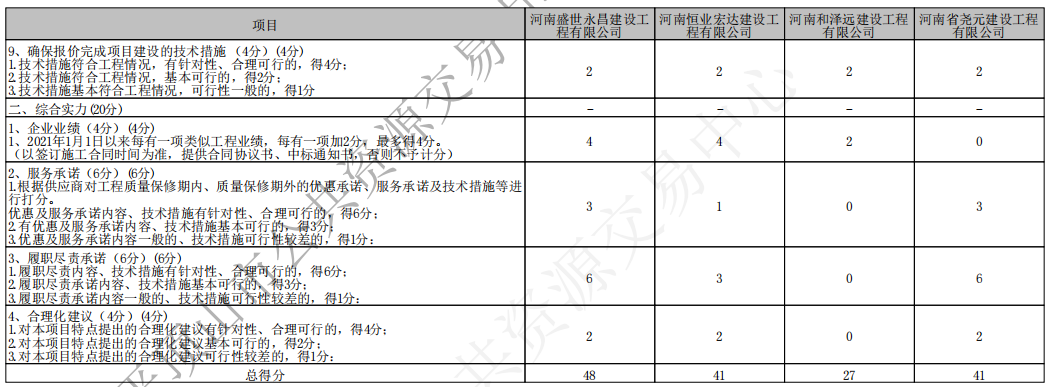 项目 河南盛世永昌建设工程有限公司 河南恒业宏达建设工程有限公司 河南和泽远建设工程有限公司 河南省尧元建设工程有限公司
9、确保报价完成项目建设的技术措施 （4分）(4分)
1.技术措施符合工程情况，有针对性、合理可行的，得4分；
2.技术措施符合工程情况，基本可行的，得2分；
3.技术措施基本符合工程情况，可行性一般的，得1分
2 2 2 2
二、综合实力(20分) - - - -
1、企业业绩（4分）(4分)
1、2021年1月1日以来每有一项类似工程业绩，每有一项加2分，最多得4分。
（以签订施工合同时间为准，提供合同协议书、中标通知书，否则不予计分）
4 4 2 0
2、服务承诺（6分）(6分)
1.根据供应商对工程质量保修期内、质量保修期外的优惠承诺、服务承诺及技术措施等进
行打分。
优惠及服务承诺内容、技术措施有针对性、合理可行的，得6分；
2.有优惠及服务承诺内容、技术措施基本可行的，得3分；
3.优惠及服务承诺内容一般的、技术措施可行性较差的，得1分；
3 1 0 3
3、履职尽责承诺（6分）(6分)
1.履职尽责内容、技术措施有针对性、合理可行的，得6分；
2.履职尽责承诺内容、技术措施基本可行的，得3分；
3.履职尽责承诺内容一般的、技术措施可行性较差的，得1分；
6 3 0 6
4、合理化建议（4分）(4分)
1.对本项目特点提出的合理化建议有针对性、合理可行的，得4分；
2.对本项目特点提出的合理化建议基本可行的，得2分；
3.对本项目特点提出的合理化建议可行性较差的，得1分；
2 2 0 2
总得分 48 41 27 41
平顶山市公共资源交易中
共资源交易中心